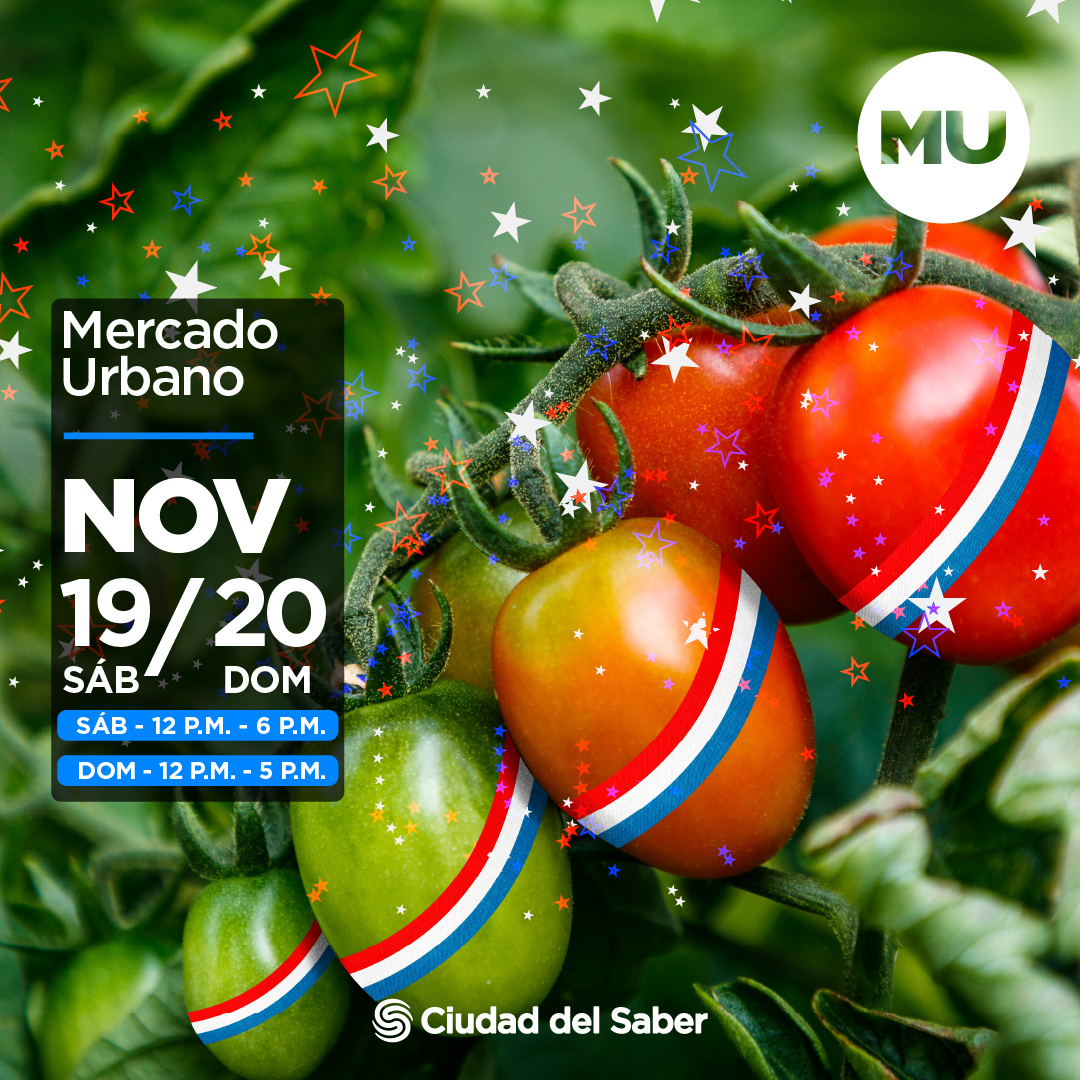 MU
Mercado
Urbano
NOV
19/20
SÁB DOM
SÁB - 12 P.M. - 6 P.M.
DOM - 12 P.M. - 5 P.M.
Ciudad del Saber